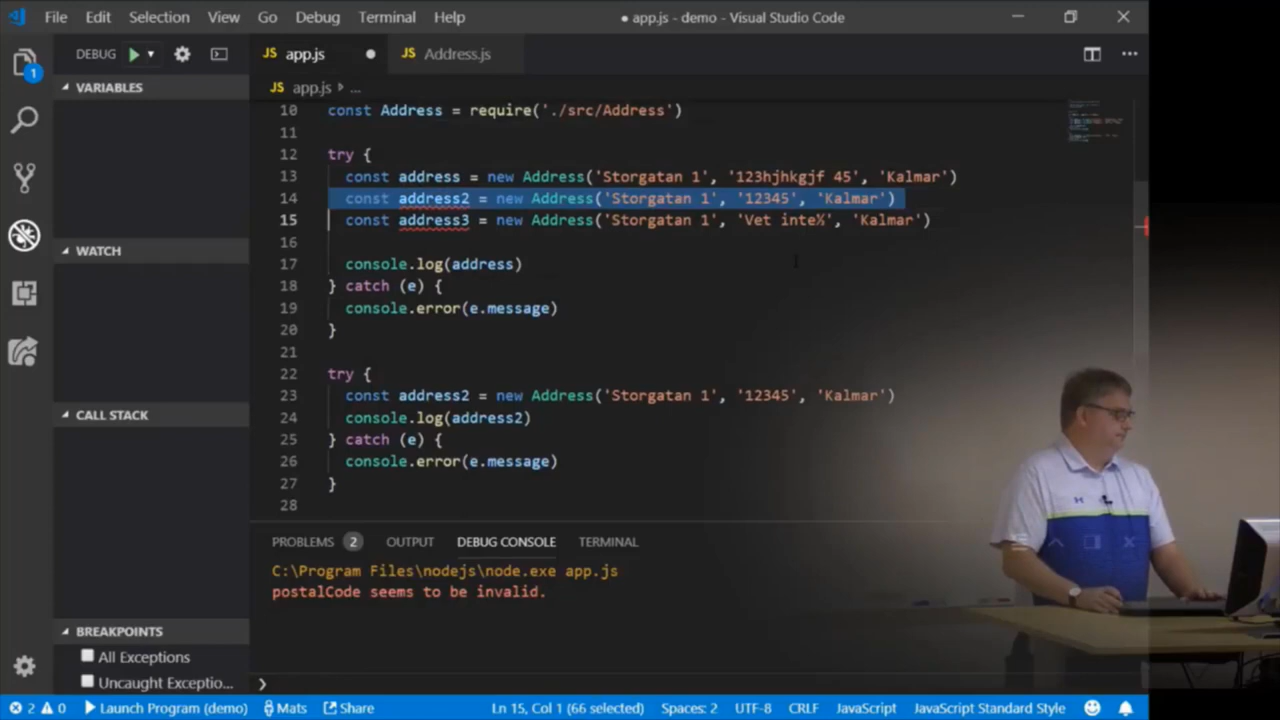 File Edit Selection View Go Debug Terminal Help
● app.js - demo - Visual Studio Code
DEBUG
JS app.js ●
JS Address.js
1
VARIABLES
WATCH
CALL STACK
BREAKPOINTS
All Exceptions
Uncaught Exceptio...
JS app.js ...
10 const Address = require('./src/Address')
11
12 try {
13 const address = new Address('Storgatan 1', '123hjhkgjf 45', 'Kalmar')
14 const address2 = new Address('Storgatan 1', '12345', 'Kalmar')
15 const address3 = new Address('Storgatan 1', 'Vet inte%', 'Kalmar')
16
17 console.log(address)
18 } catch (e) {
19 console.error(e.message)
20 }
21
22 try {
23 const address2 = new Address('Storgatan 1', '12345', 'Kalmar')
24 console.log(address2)
25 } catch (e) {
26 console.error(e.message)
27 }
28
PROBLEMS 2 OUTPUT DEBUG CONSOLE TERMINAL
C:\Program Files\nodejs\node.exe app.js
postalCode seems to be invalid.
2 0 Launch Program (demo) Mats Share Ln 15, Col 1 (66 selected) Spaces: 2 UTF-8 CRLF JavaScript JavaScript Standard Style